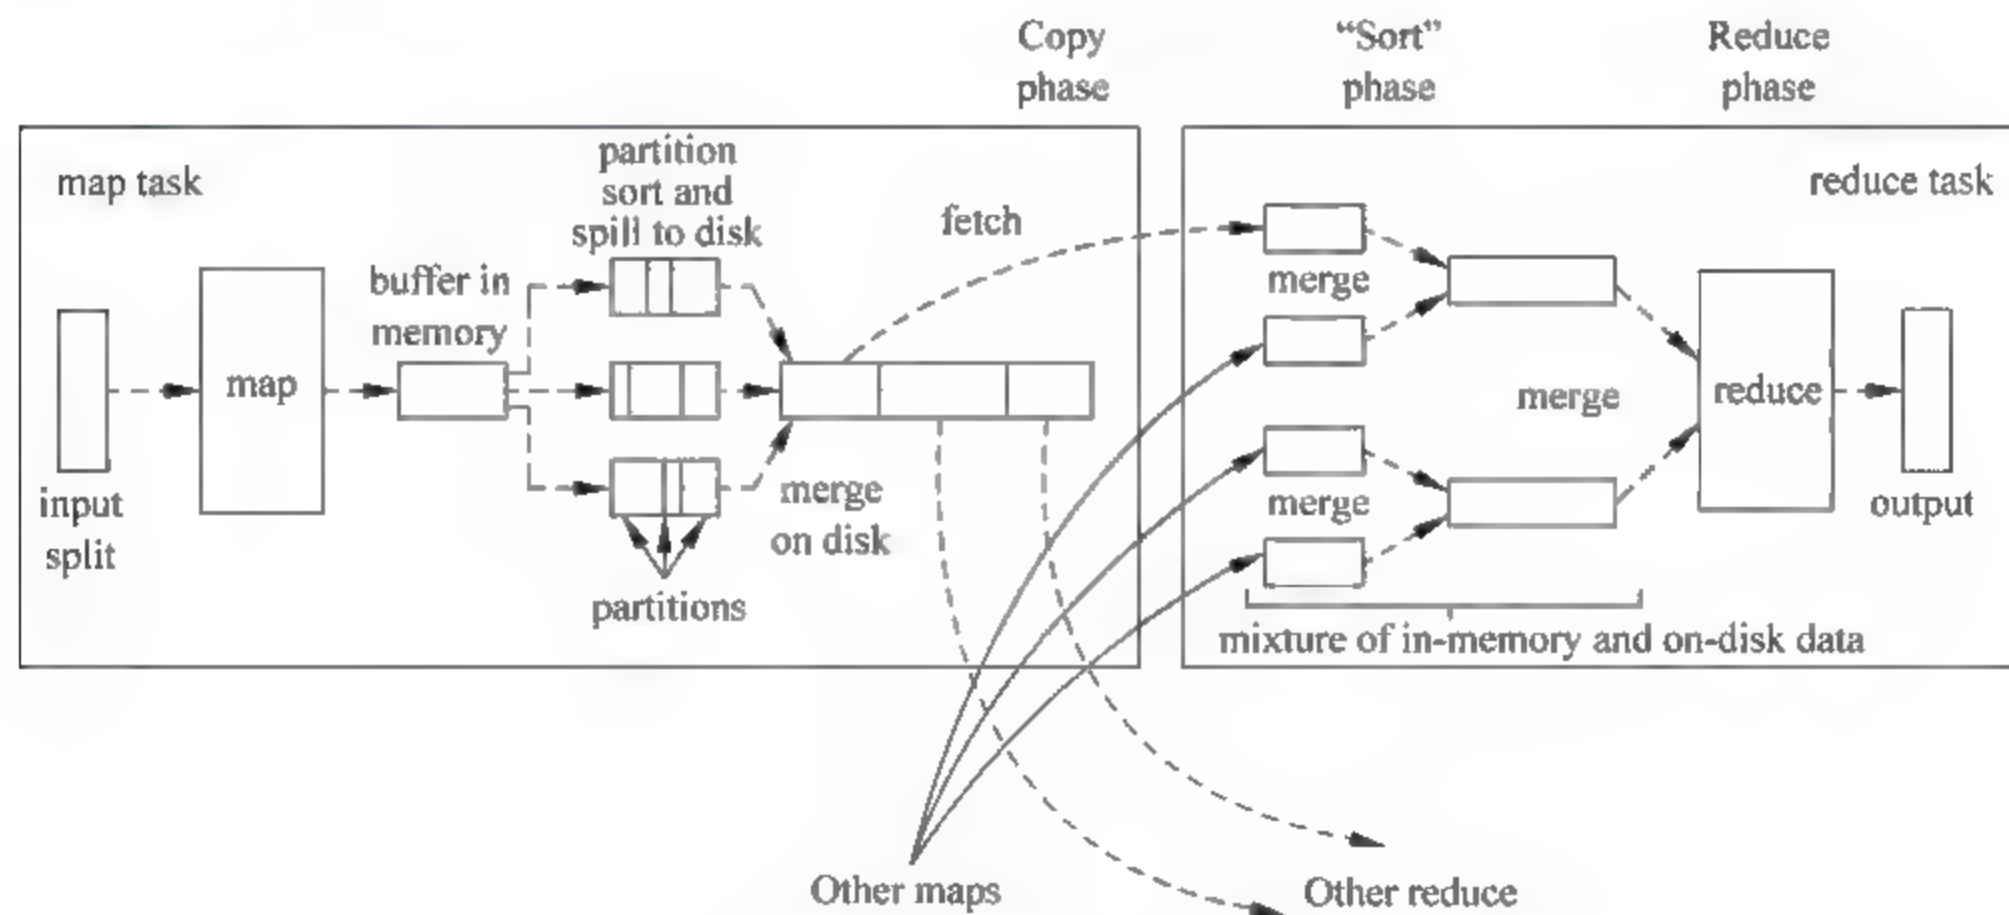 Copy
phase
“Sort”
phase
Reduce
phase
map task
partition
sort and
spill to disk
buffer in
memory
map
input
split
partitions
merge
on disk
fetch
reduce task
merge
merge
merge
reduce
output
mixture of in-memory and on-disk data
Other maps
Other reduce